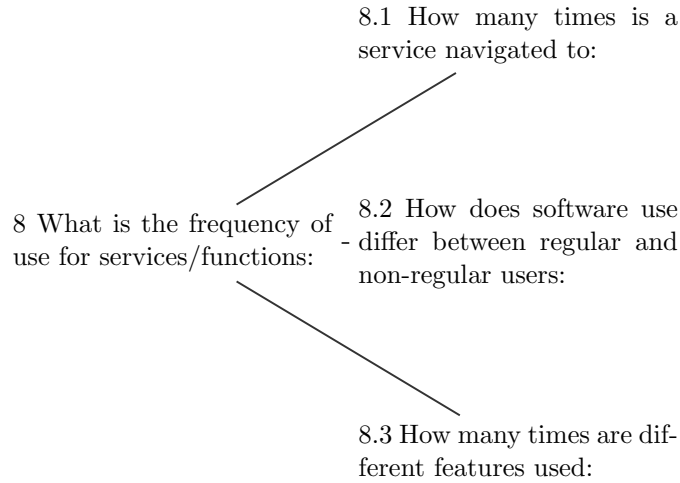 8.1 How many times is a
service navigated to:
8 What is the frequency of
use for services/functions:
8.2 How does software use
differ between regular and
non-regular users:
8.3 How many times are dif-
ferent features used: